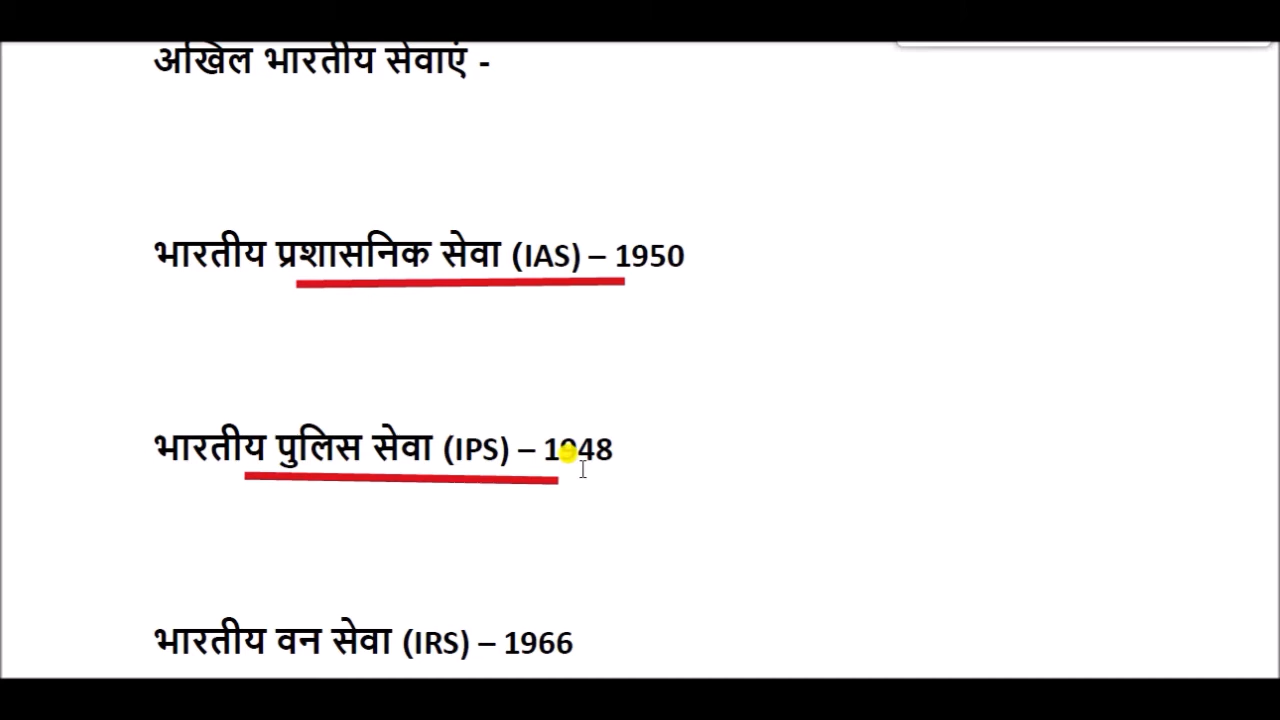 अखिल भारतीय सेवाएं -
भारतीय प्रशासनिक सेवा (IAS) – 1950
भारतीय पुलिस सेवा (IPS) – 1948
भारतीय वन सेवा (IRS) – 1966